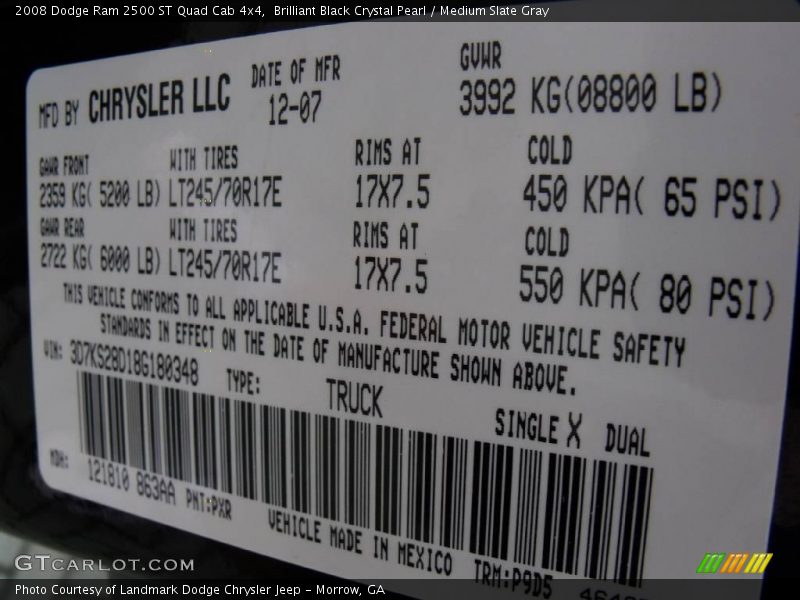 2008 Dodge Ram 2500 ST Quad Cab 4x4, Brilliant Black Crystal Pearl / Medium Slate Gray
MFD BY CHRYSLER LLC DATE OF MFR GVWR
12-07 3992 KG(08800 LB)
GAWR FRONT WITH TIRES RIMS AT COLD
2359 KG( 5200 LB) LT245/70R17E 17X7.5 450 KPA( 65 PSI)
GAWR REAR WITH TIRES RIMS AT COLD
2722 KG( 6000 LB) LT245/70R17E 17X7.5 550 KPA( 80 PSI)
THIS VEHICLE CONFORMS TO ALL APPLICABLE U.S.A. FEDERAL MOTOR VEHICLE SAFETY
STANDARDS IN EFFECT ON THE DATE OF MANUFACTURE SHOWN ABOVE.
VIN: 3D7KS28D18G180348 TYPE: TRUCK SINGLE X DUAL
MDH: 121810 863AA PNT:PXR
VEHICLE MADE IN MEXICO TRM:P9D5
GTCARLOT.COM
Photo Courtesy of Landmark Dodge Chrysler Jeep - Morrow, GA